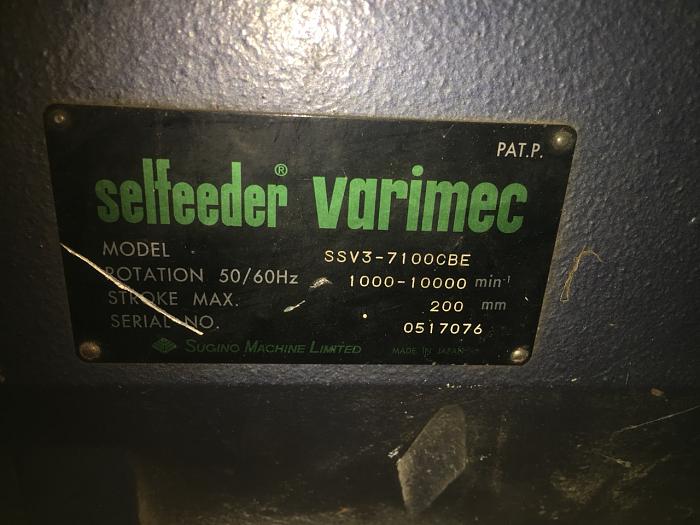 PAT.P.
selfeeder® varimec
MODEL SSV3-7100CBE
ROTATION 50/60Hz 1000-10000 min⁻¹
STROKE MAX. 200 mm
SERIAL NO. 0517076
SUGINO MACHINE LIMITED MADE IN JAPAN